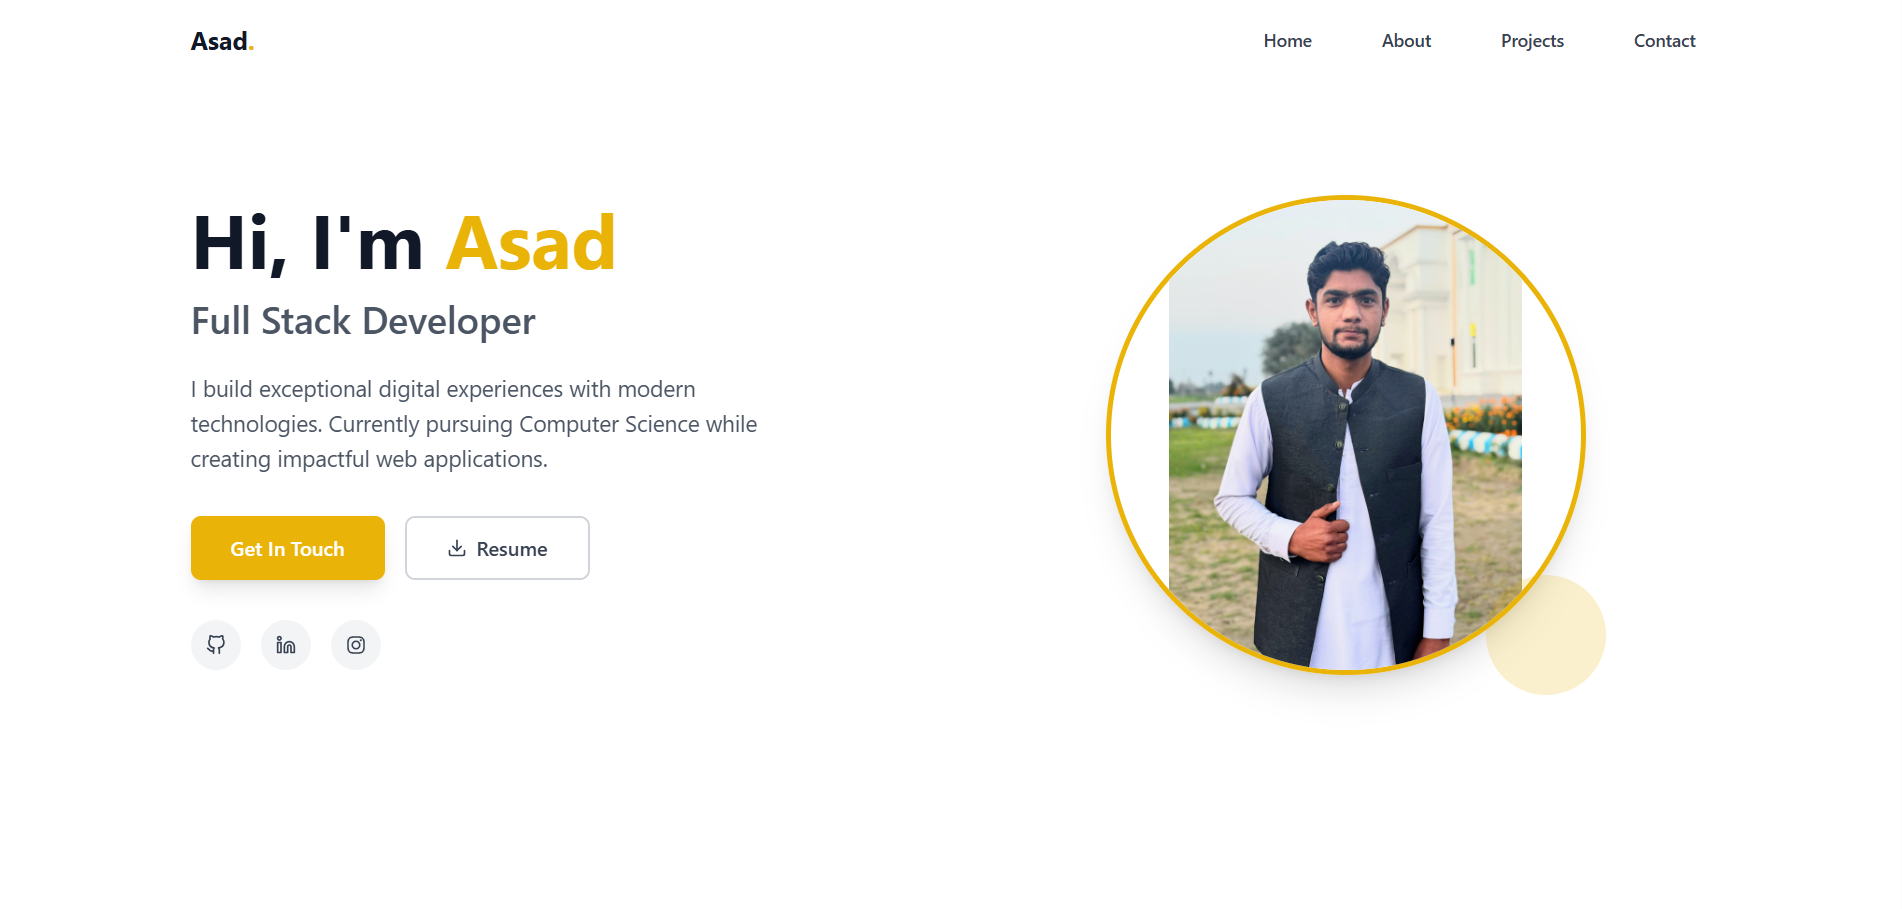 Asad.
Home
About
Projects
Contact
Hi, I'm Asad
Full Stack Developer
I build exceptional digital experiences with modern
technologies. Currently pursuing Computer Science while
creating impactful web applications.
Get In Touch
Resume